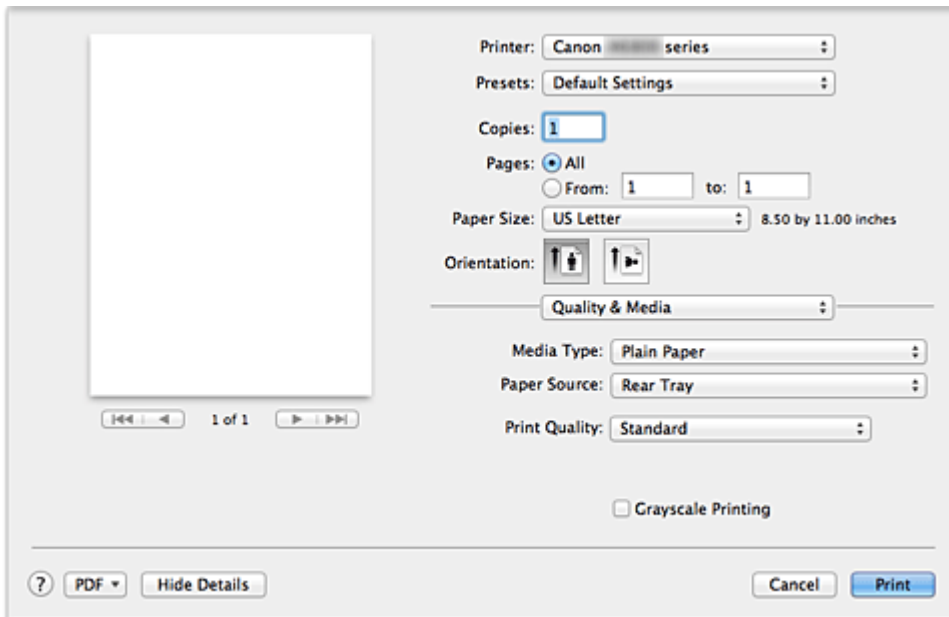 Printer: Canon series
Presets: Default Settings
Copies: 1
Pages: All
From: 1 to: 1
Paper Size: US Letter 8.50 by 11.00 inches
Orientation:
Quality & Media
Media Type: Plain Paper
Paper Source: Rear Tray
1 of 1
Print Quality: Standard
Grayscale Printing
? PDF Hide Details Cancel Print